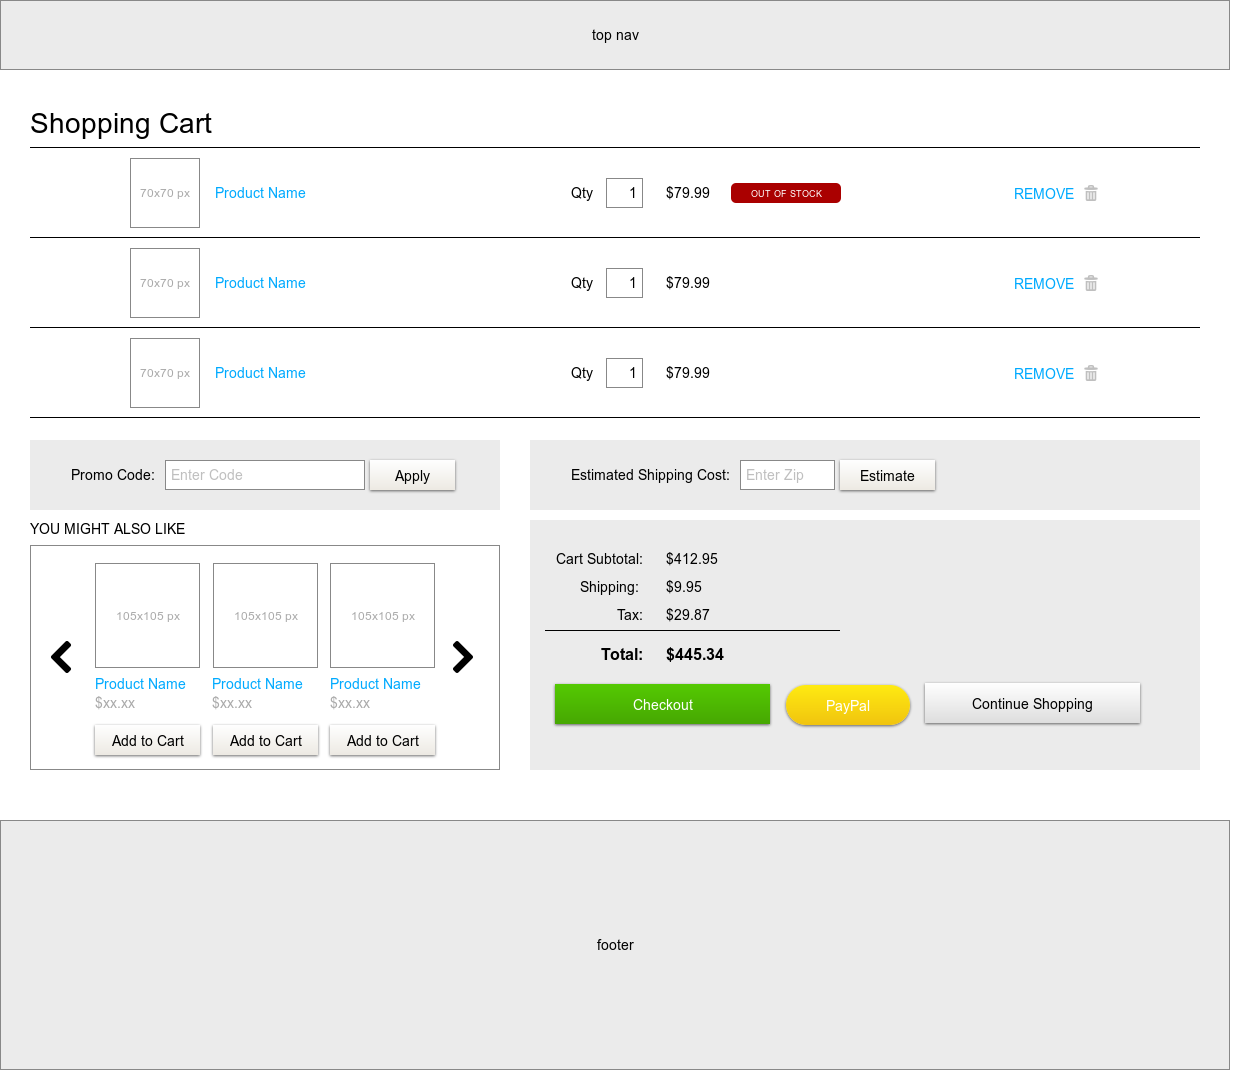 top nav
Shopping Cart
70x70 px Product Name Qty 1 $79.99 OUT OF STOCK REMOVE
70x70 px Product Name Qty 1 $79.99 REMOVE
70x70 px Product Name Qty 1 $79.99 REMOVE
Promo Code: Enter Code Apply
Estimated Shipping Cost: Enter Zip Estimate
YOU MIGHT ALSO LIKE
105x105 px 105x105 px 105x105 px
Product Name Product Name Product Name
$xx.xx $xx.xx $xx.xx
Add to Cart Add to Cart Add to Cart
Cart Subtotal: $412.95
Shipping: $9.95
Tax: $29.87
Total: $445.34
Checkout PayPal Continue Shopping
footer